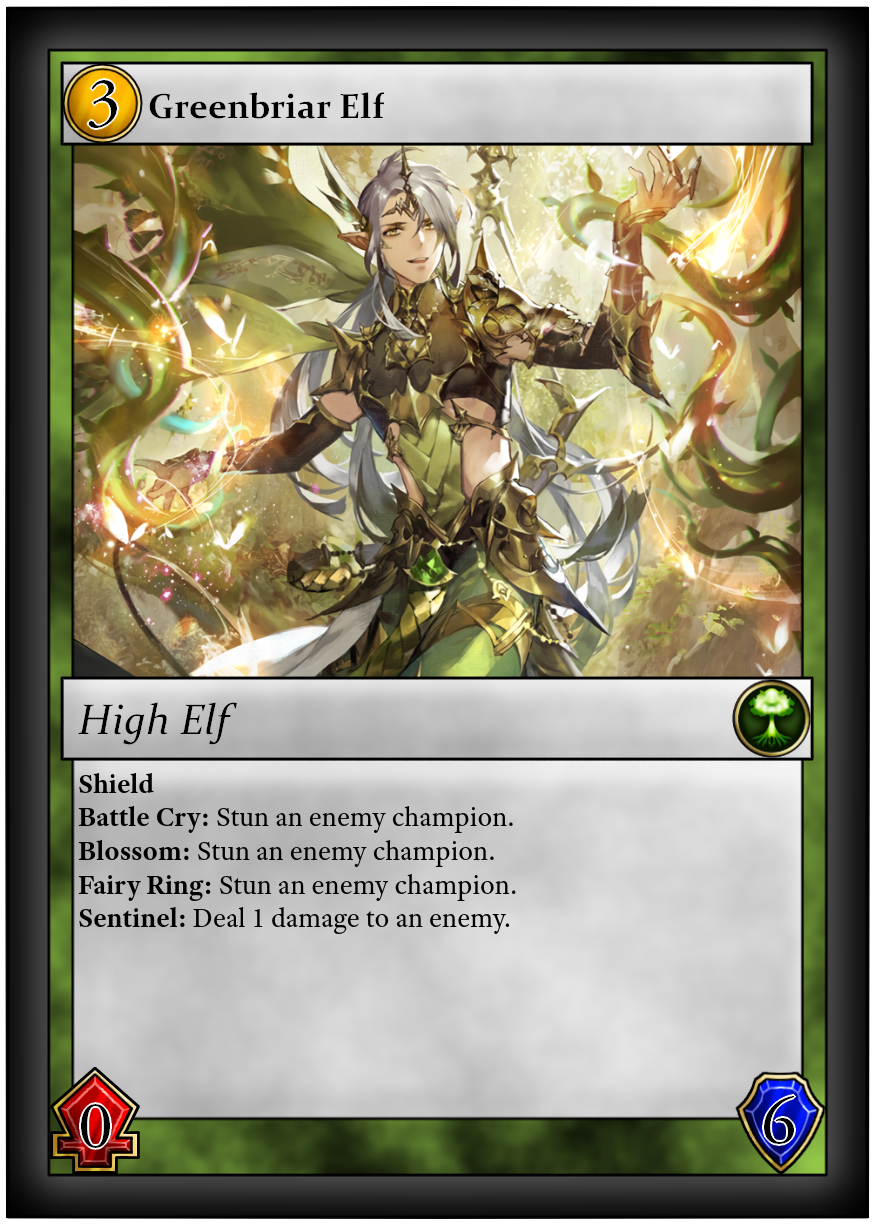 3 Greenbriar Elf
High Elf
Shield
Battle Cry: Stun an enemy champion.
Blossom: Stun an enemy champion.
Fairy Ring: Stun an enemy champion.
Sentinel: Deal 1 damage to an enemy.
0 6